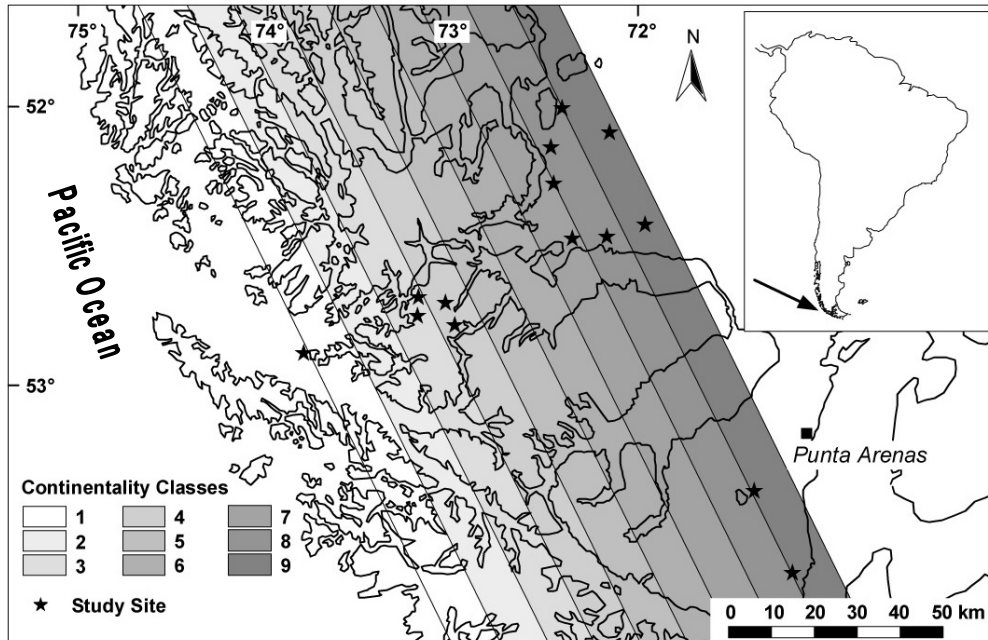 75° 74° 73° 72°
N
52°
Pacific Ocean
53°
Punta Arenas
Continentality Classes
1 4 7
2 5 8
3 6 9
Study Site
0 10 20 30 40 50 km